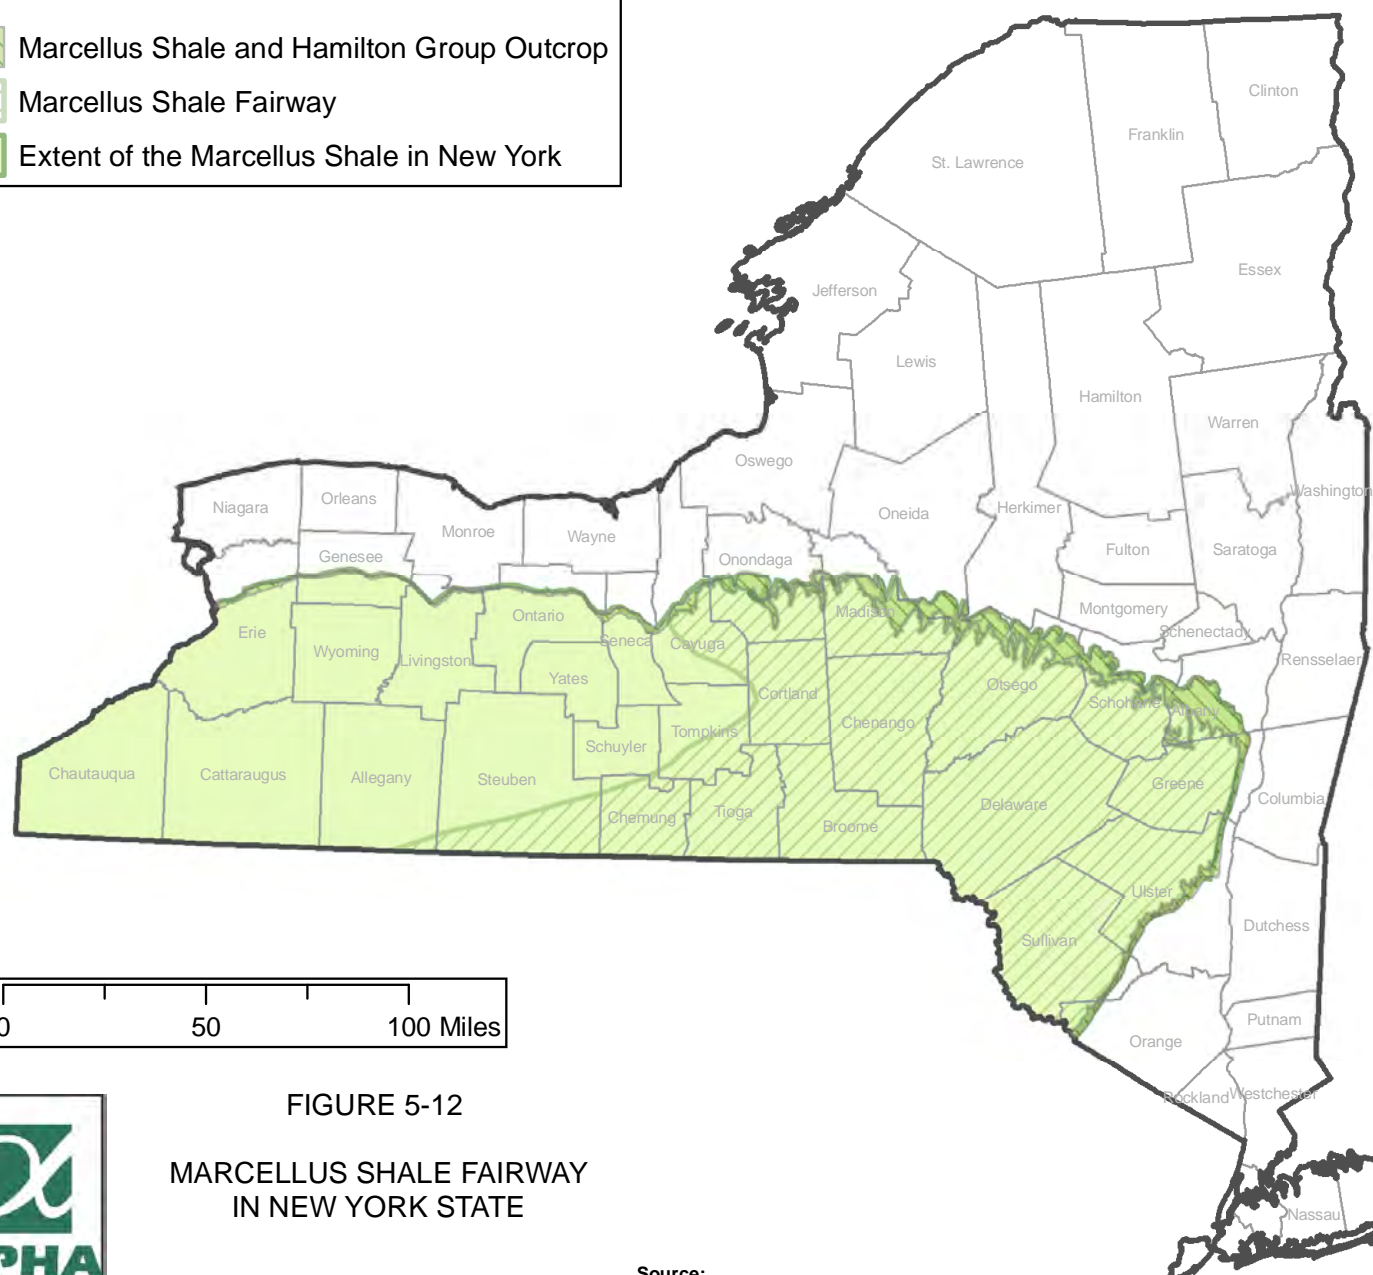 Marcellus Shale and Hamilton Group Outcrop
Marcellus Shale Fairway
Extent of the Marcellus Shale in New York
Clinton
Franklin
St. Lawrence
Essex
Jefferson
Lewis
Hamilton
Warren
Oswego
Washington
Orleans
Niagara
Oneida
Herkimer
Monroe
Wayne
Fulton
Saratoga
Genesee
Onondaga
Montgomery
Madison
Ontario
Schenectady
Erie
Seneca
Cayuga
Wyoming
Livingston
Rensselaer
Yates
Otsego
Cortland
Schoharie
Albany
Chenango
Tompkins
Schuyler
Chautauqua
Cattaraugus
Allegany
Steuben
Greene
Columbia
Delaware
Tioga
Chemung
Broome
Ulster
Dutchess
Sullivan
0 50 100 Miles
Putnam
Orange
Rockland
Westchester
FIGURE 5-12
MARCELLUS SHALE FAIRWAY
IN NEW YORK STATE
Nassau
PHA
Source: